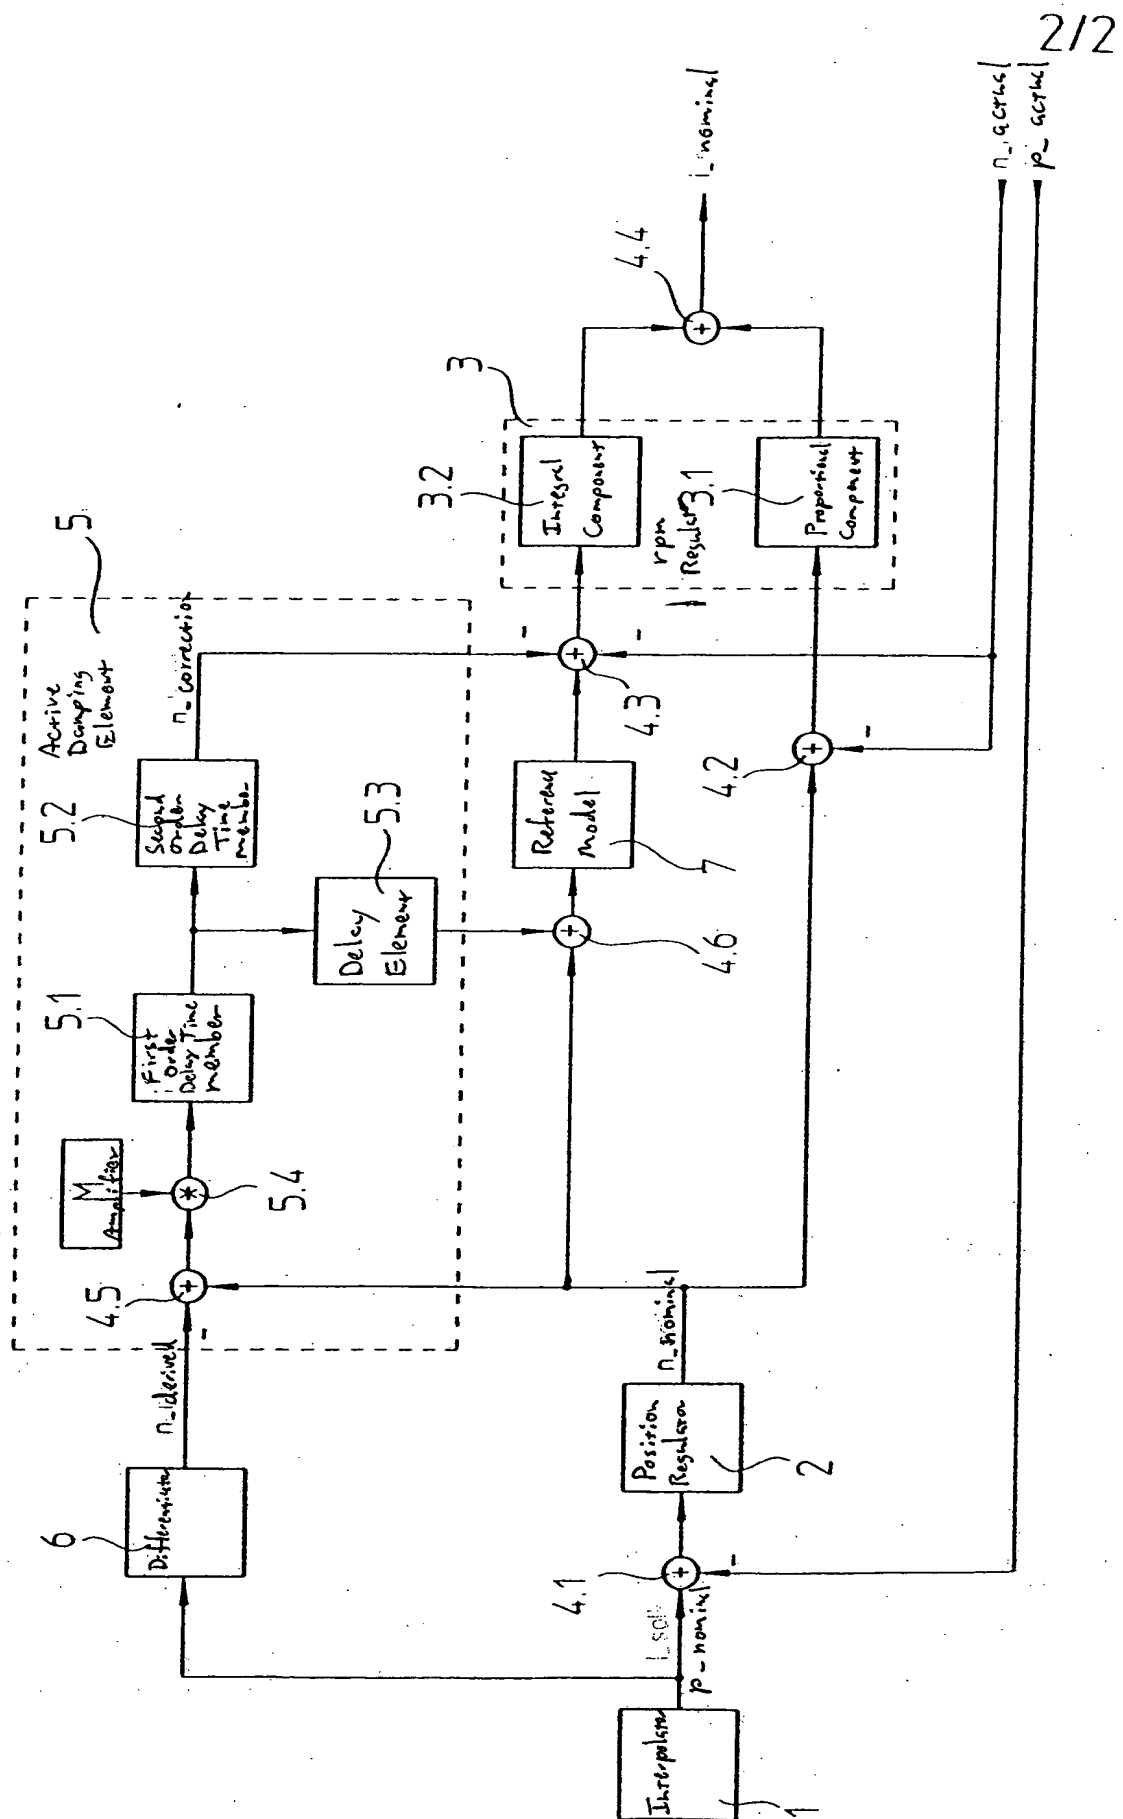 2/2
Interpolator
1
p_nominal
4.1
-
+
Position
Regulator
2
n_nominal
6
Differentiator
n_derived
-
4.5
+
M
Amplifier
*
5.4
5.1
First
Order
Delay Time
member
5.2
Second
Order
Delay
Time
member
5.3
Delay
Element
Active
Damping
Element
5
n_correction
4.6
+
Reference
Model
7
4.3
+
-
-
4.2
+
-
3
3.2
Integral
Component
rpm
Regulator
3.1
Proportional
Component
4.4
+
i_nominal
n_actual
p_actual